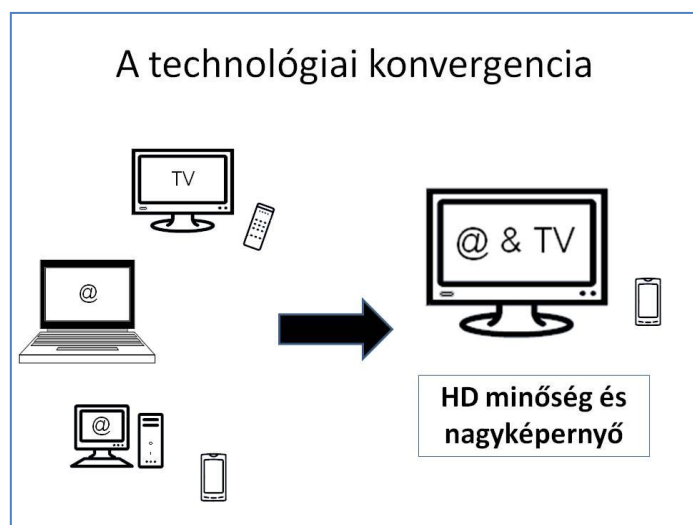 A technológiai konvergencia
TV
@
@
@ & TV
HD minőség és
nagyképernyő